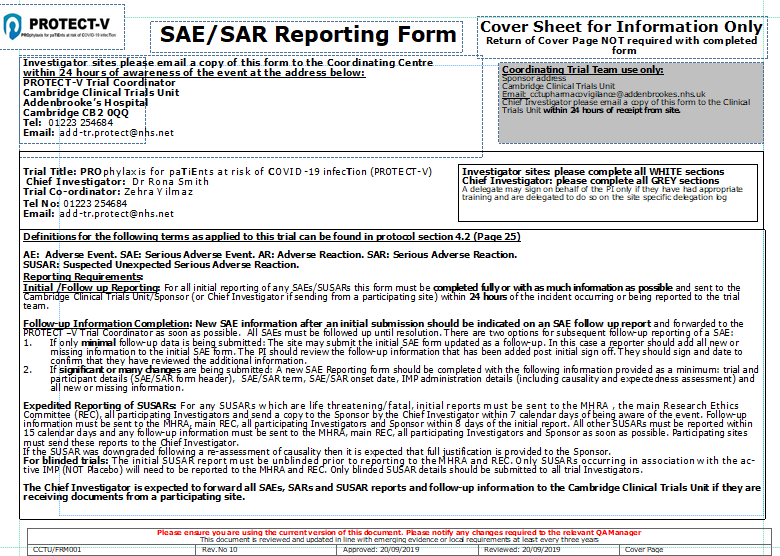 PROTECT-V
PROphylaxis for paTiEnts at risk of COVID infecTion
SAE/SAR Reporting Form
Cover Sheet for Information Only
Return of Cover Page NOT required with completed
form
Investigator sites please email a copy of this form to the Coordinating Centre
within 24 hours of awareness of the event at the address below:
PROTECT-V Trial Coordinator
Cambridge Clinical Trials Unit
Addenbrooke's Hospital
Cambridge CB2 0QQ
Tel: 01223 254684
Email: add-tr.protect@nhs.net
Coordinating Trial Team use only:
Sponsor address
Cambridge Clinical Trials Unit
Email: cctupharmacovigilance@addenbrookes.nhs.uk
Chief Investigator please email a copy of this form to the Clinical
Trials Unit within 24 hours of receipt from site.
Trial Title: PROphylaxis for paTiEnts at risk of COVID-19 infecTion (PROTECT-V)
Chief Investigator: Dr Rona Smith
Trial Co-ordinator: Zehra Yilmaz
Tel No: 01223 254684
Email: add-tr.protect@nhs.net
Investigator sites: please complete all WHITE sections
Chief Investigator: please complete all GREY sections
A delegate may sign on behalf of the PI only if they have had appropriate
training and are delegated to do so on the site specific delegation log
Definitions for the following terms as applied to this trial can be found in protocol section 4.2 (Page 25)
AE: Adverse Event. SAE: Serious Adverse Event. AR: Adverse Reaction. SAR: Serious Adverse Reaction.
SUSAR: Suspected Unexpected Serious Adverse Reaction.
Reporting Requirements:
Initial /Follow up Reporting: For all initial reporting of any SAEs/SUSARs this form must be completed fully or with as much information as possible and sent to the
Cambridge Clinical Trials Unit/Sponsor (or Chief Investigator if sending from a participating site) within 24 hours of the incident occurring or being reported to the trial
team.
Follow-up Information Completion: New SAE information after an initial submission should be indicated on an SAE follow up report and forwarded to the
PROTECT –V Trial Coordinator as soon as possible. All SAEs must be followed up until resolution. There are two options for subsequent follow-up reporting of a SAE:
1. If only minimal follow-up data is being submitted: The site may submit the initial SAE form updated as a follow-up. In this case a reporter should add all new or
missing information to the initial SAE form. The PI should review the follow-up information that has been added post initial sign off. They should sign and date to
confirm that they have reviewed the additional information.
2. If significant or many changes are being submitted: A new SAE Reporting form should be completed with the following information provided as a minimum: trial and
participant details (SAE/SAR form header), SAE/SAR term, SAE/SAR onset date, IMP administration details (including causality and expectedness assessment) and
all new or missing information.
Expedited Reporting of SUSARs: For any SUSARs which are life threatening/fatal, initial reports must be sent to the MHRA , the main Research Ethics
Committee (REC), all participating Investigators and send a copy to the Sponsor by the Chief Investigator within 7 calendar days of being aware of the event. Follow-up
information must be sent to the MHRA, main REC, all participating Investigators and Sponsor within 8 days of the initial report. All other SUSARs must be reported within
15 calendar days and any follow-up information must be sent to the MHRA, main REC, all participating Investigators and Sponsor as soon as possible. Participating sites
must send these reports to the Chief Investigator.
If the SUSAR was downgraded following a re-assessment of causality then it is expected that full justification is provided to the Sponsor.
For blinded trials: The initial SUSAR report must be unblinded prior to reporting to the MHRA and REC. Only SUSARs occurring in association with the ac-
tive IMP (NOT Placebo) will need to be reported to the MHRA and REC. Only blinded SUSAR details should be submitted to all trial Investigators.
The Chief Investigator is expected to forward all SAEs, SARs and SUSAR reports and follow-up information to the Cambridge Clinical Trials Unit if they are
receiving documents from a participating site.
Please ensure you are using the current version of this document. Please notify any changes required to the relevant QA Manager
This document is reviewed and updated in line with emerging evidence or local requirements at least every three years
CCTU/FRM001 Rev.No 10 Approved: 20/09/2019 Reviewed: 20/09/2019 Cover Page